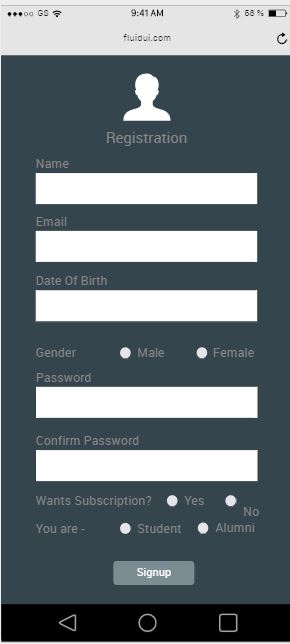 GS 9:41 AM 68 %
fluidui.com
Registration
Name
Email
Date Of Birth
Gender Male Female
Password
Confirm Password
Wants Subscription? Yes No
You are - Student Alumni
Signup